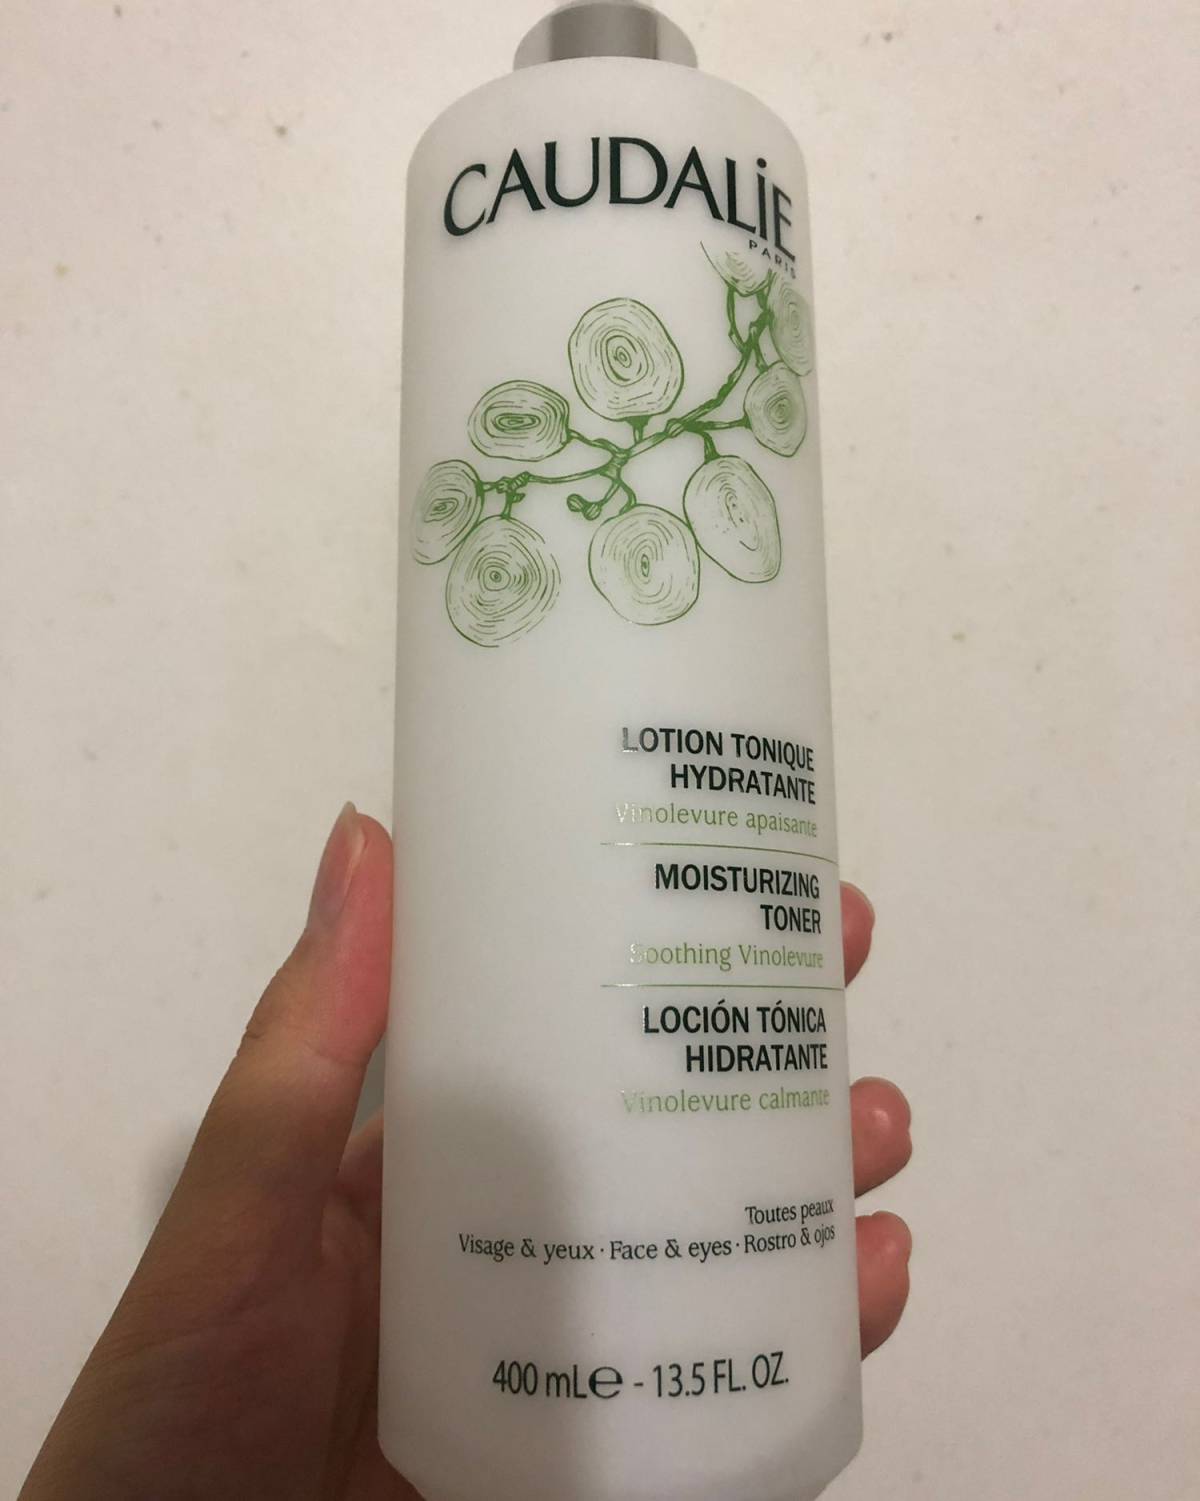 CAUDALiE
PARIS
LOTION TONIQUE
HYDRATANTE
Vinolevure apaisante
MOISTURIZING
TONER
Soothing Vinolevure
LOCIÓN TÓNICA
HIDRATANTE
Vinolevure calmante
Toutes peaux
Visage & yeux · Face & eyes · Rostro & ojos
400 mL℮ - 13.5 FL. OZ.